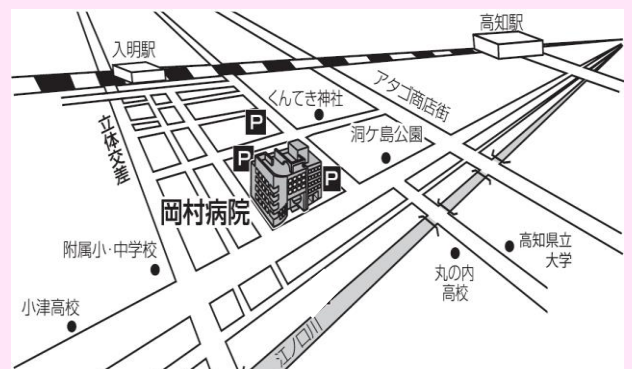 高知駅
入明駅
アタゴ商店街
くんてき神社
P
立体交差
洞ケ島公園
P
P
岡村病院
附属小・中学校
高知県立
大学
丸の内
高校
小津高校
江ノ口川